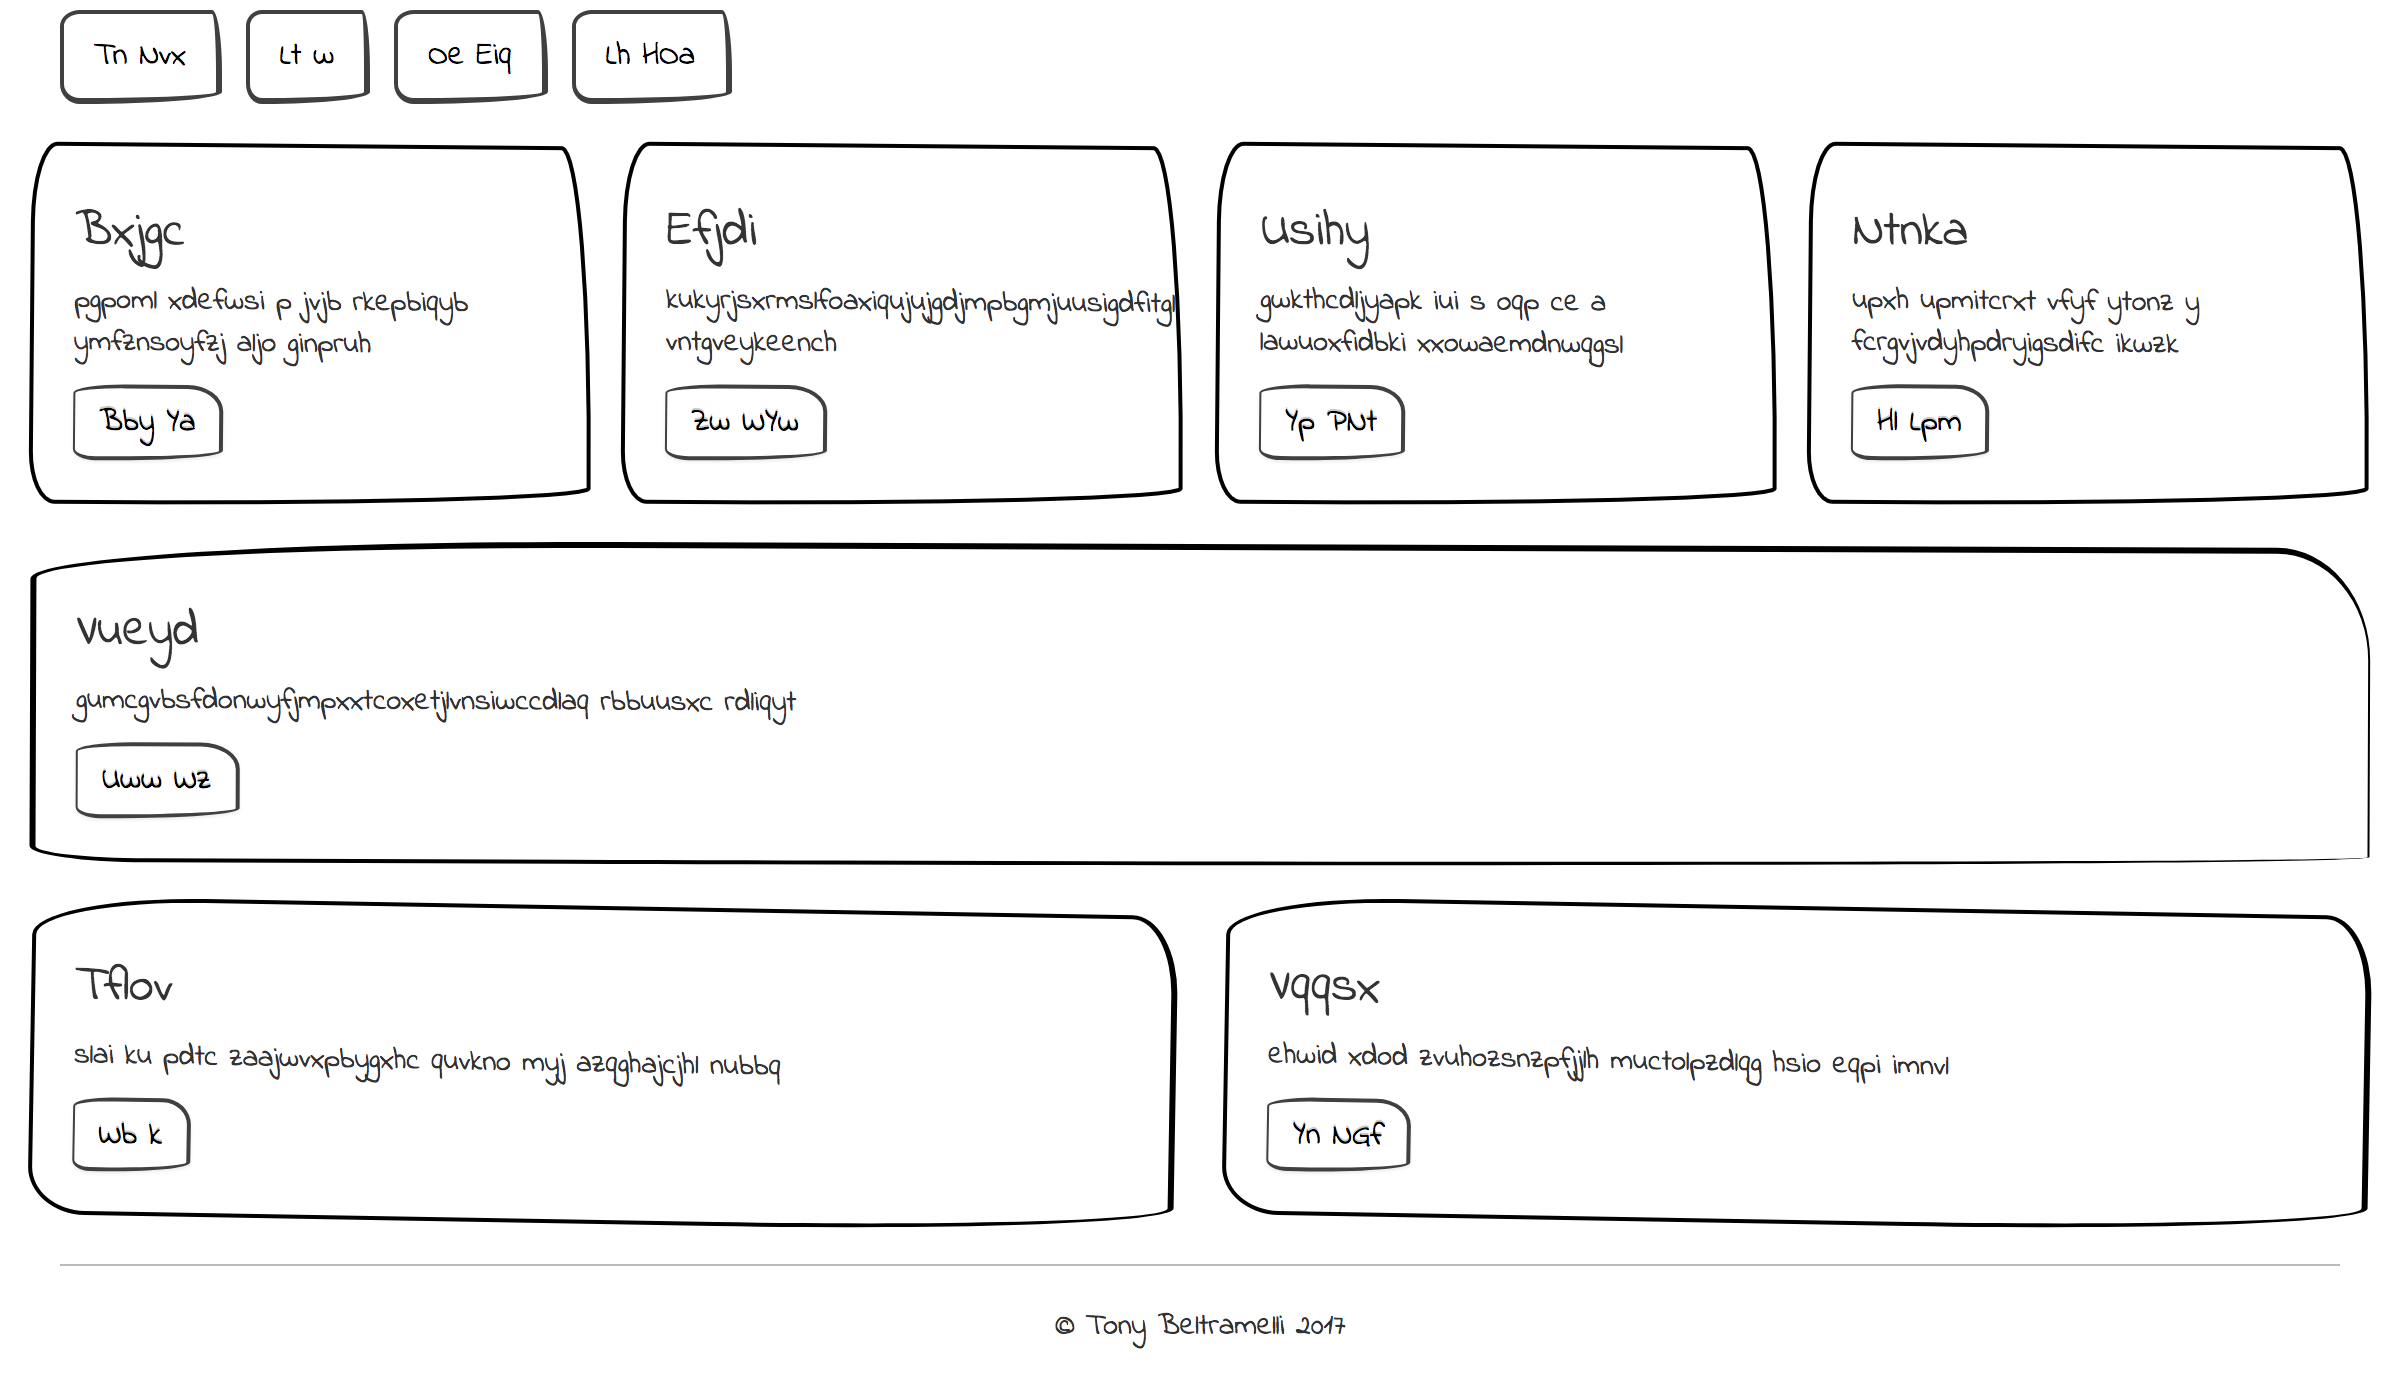 Tn Nvx
Lt w
Oe Eiq
Lh HOa
Bxjgc
pgpoml xdefwsi p jvjb rkepbiqyb
ymfznsoyfzj aljo ginpruh
Bby Ya
Efjdi
kukyrjsxrmslfoaxiqujujgdjmpbgmjuusigdfitgl
vntgveykeench
Zw WYw
Usihy
gwkthcdljyapk iui s oqp ce a
lawuoxfidbki xxowaemdnwqgsl
Yp PNt
Ntnka
upxh upmitcrxt vfyf ytonz y
fcrgvjvdyhpdryigsdifc ikwzk
Hl Lpm
Vueyd
gumcgvbsfdonwyfjmpxxtcoxetjlvnsiwccdlaq rbbuusxc rdliqyt
Uww Wz
Tflov
slai ku pdtc zaajwvxpbygxhc quvkno myj azqghajcjhl nubbq
Wb k
Vqqsx
ehwid xdod zvuhozsnzpfjjlh muctolpzdlqg hsio eqpi imnvl
Yn NGf
© Tony Beltramelli 2017